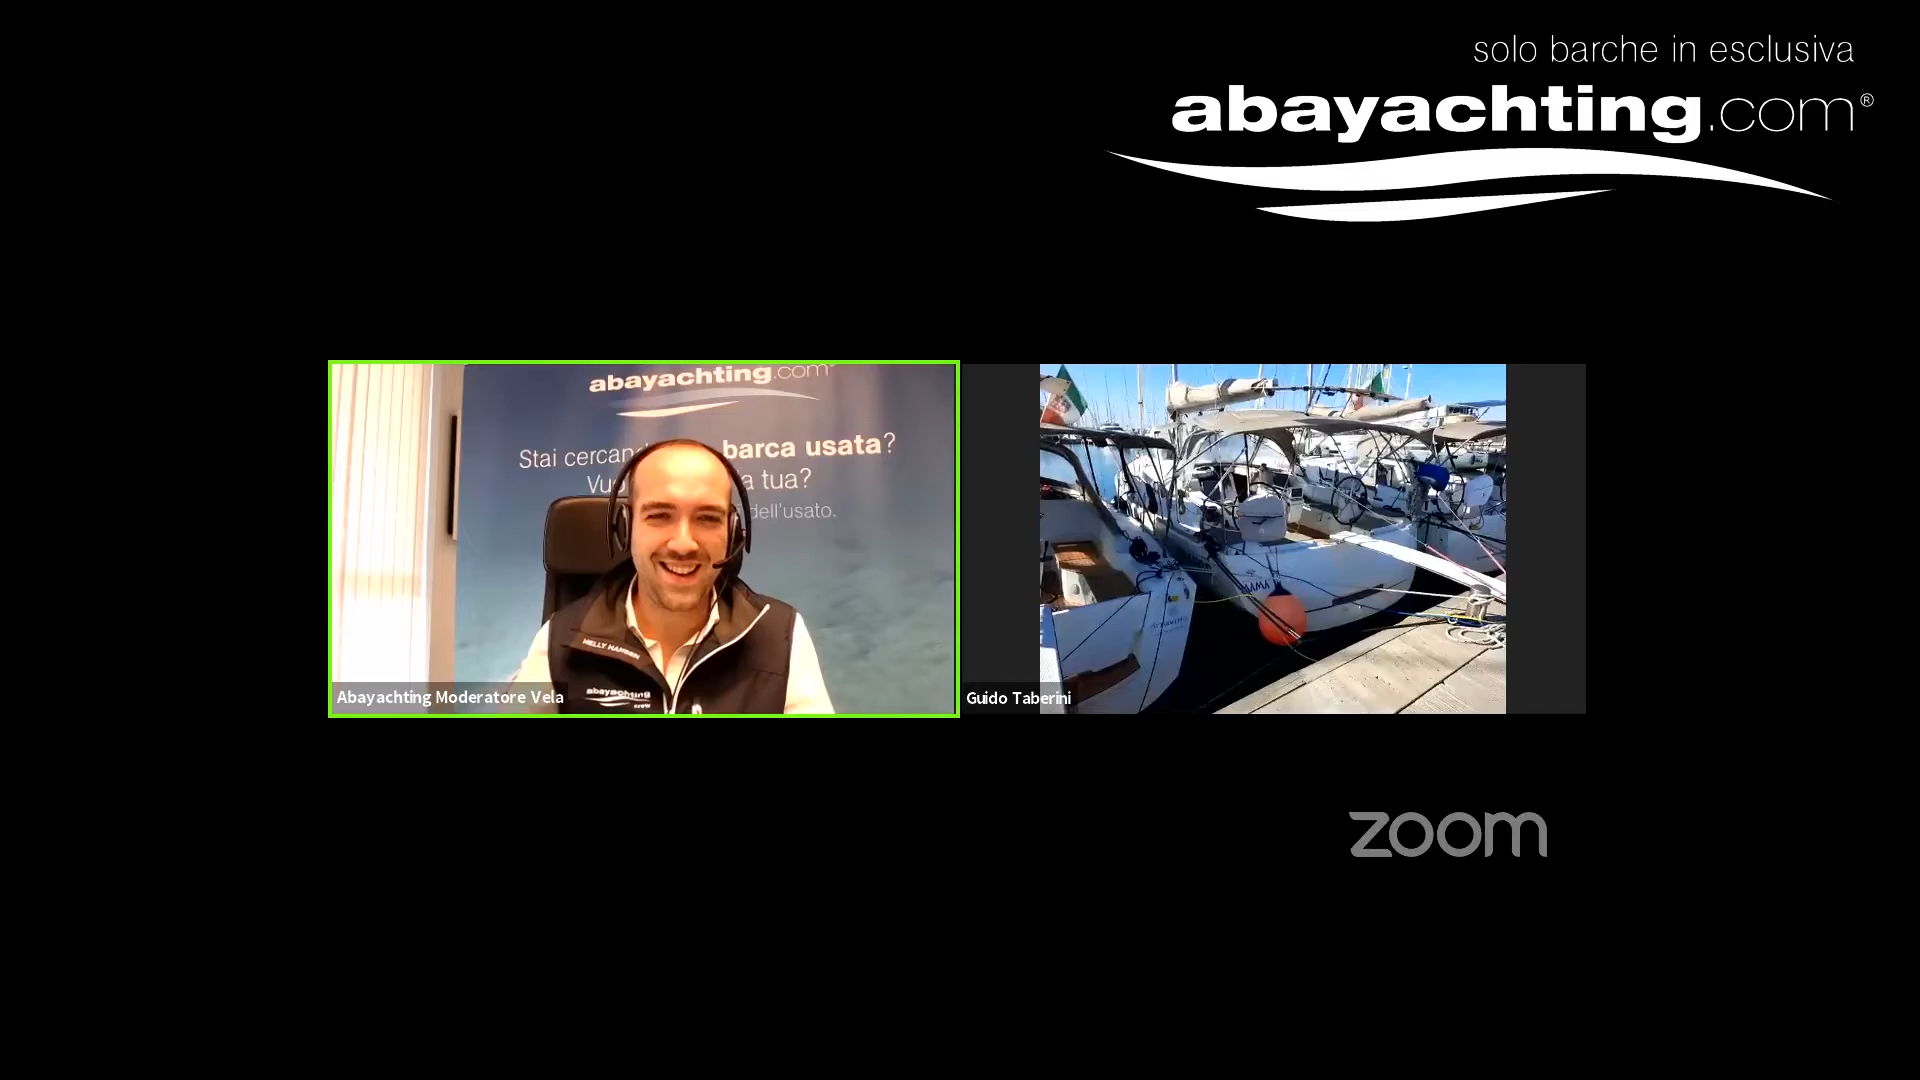 solo barche in esclusiva
abayachting.com®
abayachting.com
Stai cercan barca usata?
Vuo a tua?
dell'usato.
HELLY HANSEN
abayachting
crew
Abayachting Moderatore Vela
Guido Taberini
zoom